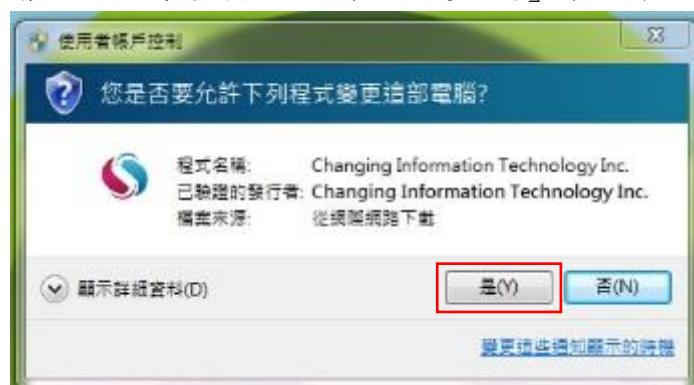 使用者帳戶控制
您是否要允許下列程式變更這部電腦?
程式名稱: Changing Information Technology Inc.
已驗證的發行者: Changing Information Technology Inc.
檔案來源: 從網際網路下載
顯示詳細資料(D)
是(Y)
否(N)
變更這些通知顯示的時機